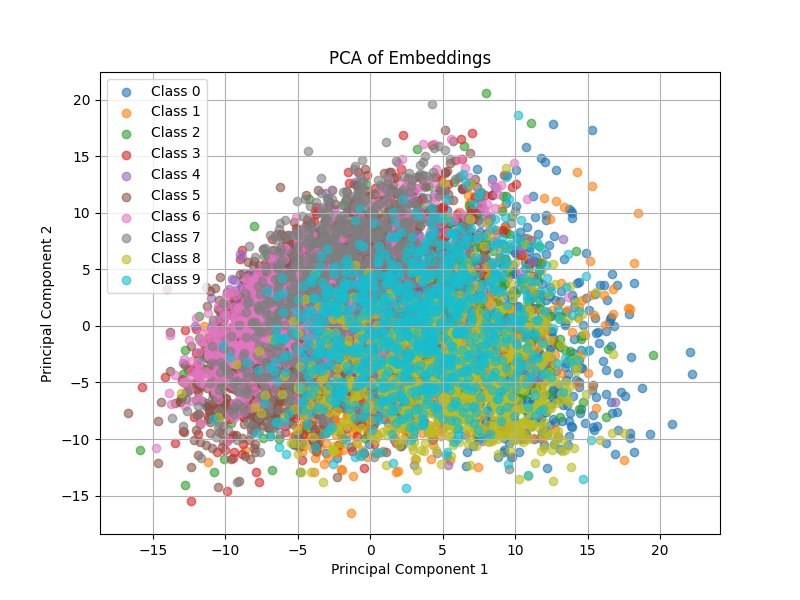 PCA of Embeddings
Class 0
Class 1
Class 2
Class 3
Class 4
Class 5
Class 6
Class 7
Class 8
Class 9
20
15
10
5
0
−5
−10
−15
Principal Component 2
−15 −10 −5 0 5 10 15 20
Principal Component 1